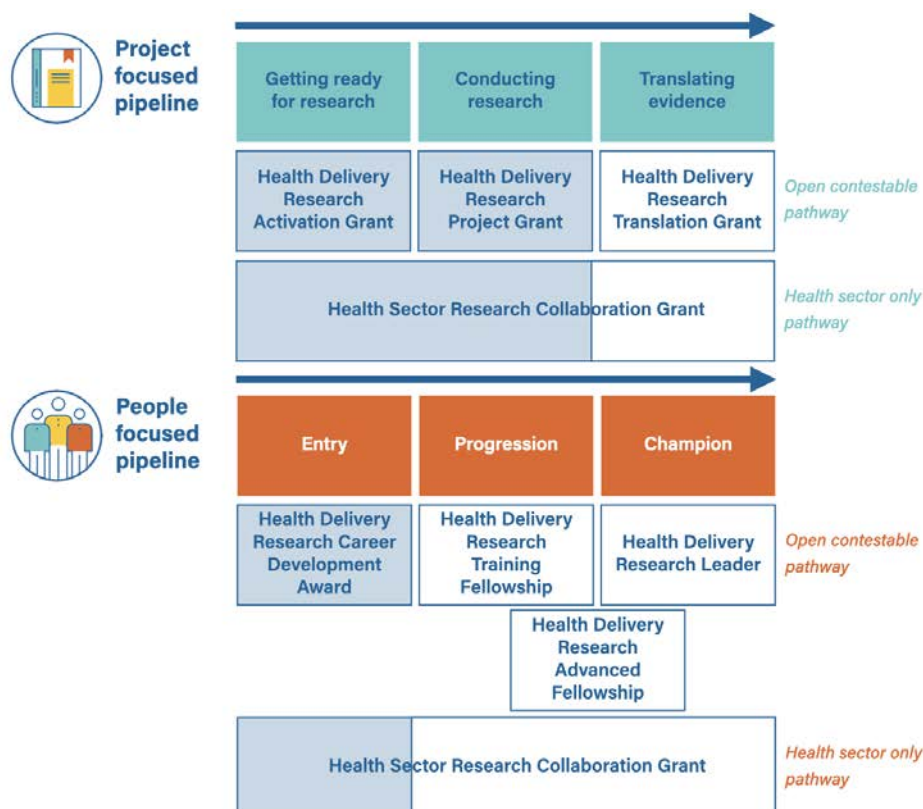 Project
focused
pipeline
Getting ready
for research
Conducting
research
Translating
evidence
Health Delivery
Research
Activation Grant
Health Delivery
Research
Project Grant
Health Delivery
Research
Translation Grant
Open contestable
pathway
Health Sector Research Collaboration Grant
Health sector only
pathway
People
focused
pipeline
Entry
Progression
Champion
Health Delivery
Research Career
Development
Award
Health Delivery
Research
Training
Fellowship
Health Delivery
Research Leader
Open contestable
pathway
Health Delivery
Research
Advanced
Fellowship
Health Sector Research Collaboration Grant
Health sector only
pathway